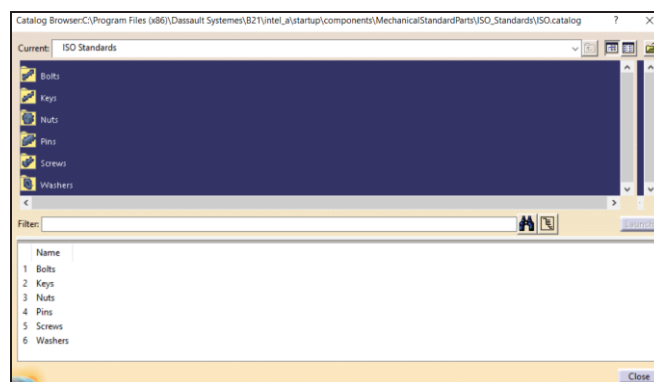 Catalog Browser:C:\Program Files (x86)\Dassault Systemes\B21\intel_a\startup\components\MechanicalStandardParts\ISO_Standards\ISO.catalog
Current: ISO Standards
Bolts
Keys
Nuts
Pins
Screws
Washers
Filter:
Launch
Name
1 Bolts
2 Keys
3 Nuts
4 Pins
5 Screws
6 Washers
Close